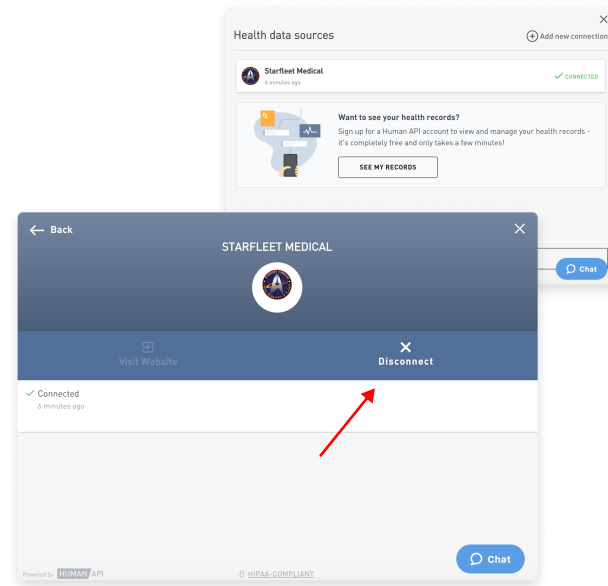 Health data sources
Add new connection
Starfleet Medical
6 minutes ago
CONNECTED
Want to see your health records?
Sign up for a Human API account to view and manage your health records -
it's completely free and only takes a few minutes!
SEE MY RECORDS
Chat
Back
STARFLEET MEDICAL
Visit Website
Disconnect
Connected
6 minutes ago
Chat
Powered by HUMAN API
HIPAA-COMPLIANT